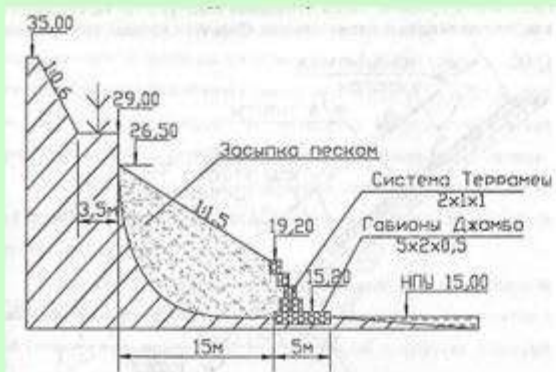 35,00
1:0,6
29,00
26,50
Засыпка песком
Система Террамеш
2х1х1
3,5м
1:1,5
19,20
Габионы Джамбо
5х2х0,5
15,20
НПУ 15,00
15м
5м